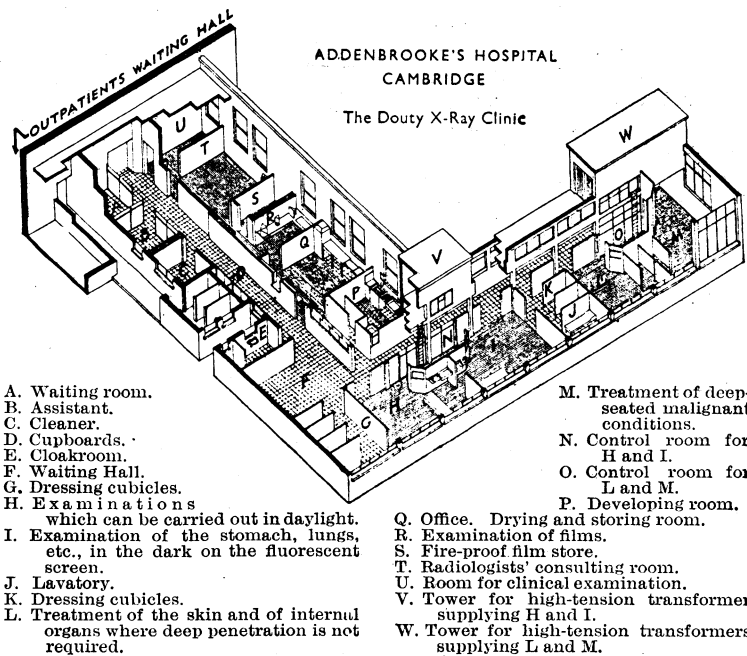 OUTPATIENTS WAITING HALL
ADDENBROOKE'S HOSPITAL
CAMBRIDGE
The Douty X-Ray Clinic
U
T
S
R
Q
P
V
W
B
E
F
G
H
I
N
K
J
L
O
M
A. Waiting room.
B. Assistant.
C. Cleaner.
D. Cupboards.
E. Cloakroom.
F. Waiting Hall.
G. Dressing cubicles.
H. Examinations
which can be carried out in daylight.
I. Examination of the stomach, lungs,
etc., in the dark on the fluorescent
screen.
J. Lavatory.
K. Dressing cubicles.
L. Treatment of the skin and of internal
organs where deep penetration is not
required.
M. Treatment of deep-
seated malignant
conditions.
N. Control room for
H and I.
O. Control room for
L and M.
P. Developing room.
Q. Office. Drying and storing room.
R. Examination of films.
S. Fire-proof film store.
T. Radiologists' consulting room.
U. Room for clinical examination.
V. Tower for high-tension transformer
supplying H and I.
W. Tower for high-tension transformers
supplying L and M.